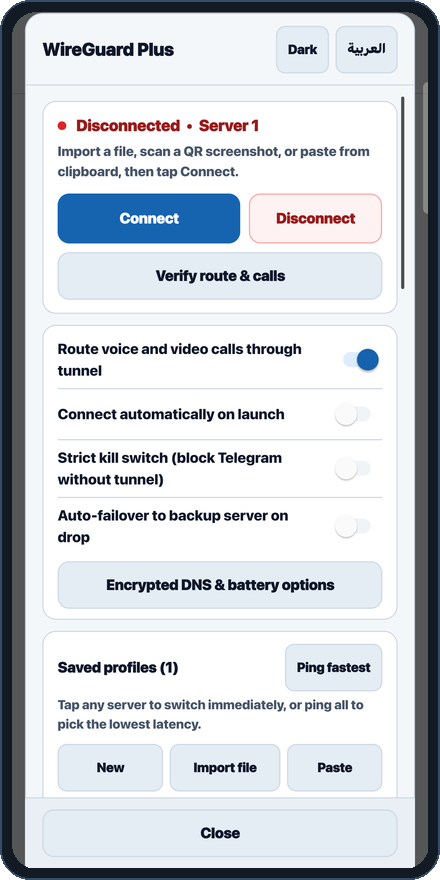 WireGuard Plus
Dark
العربية
Disconnected • Server 1
Import a file, scan a QR screenshot, or paste from
clipboard, then tap Connect.
Connect
Disconnect
Verify route & calls
Route voice and video calls through
tunnel
Connect automatically on launch
Strict kill switch (block Telegram
without tunnel)
Auto-failover to backup server on
drop
Encrypted DNS & battery options
Saved profiles (1)
Ping fastest
Tap any server to switch immediately, or ping all to
pick the lowest latency.
New
Import file
Paste
Close